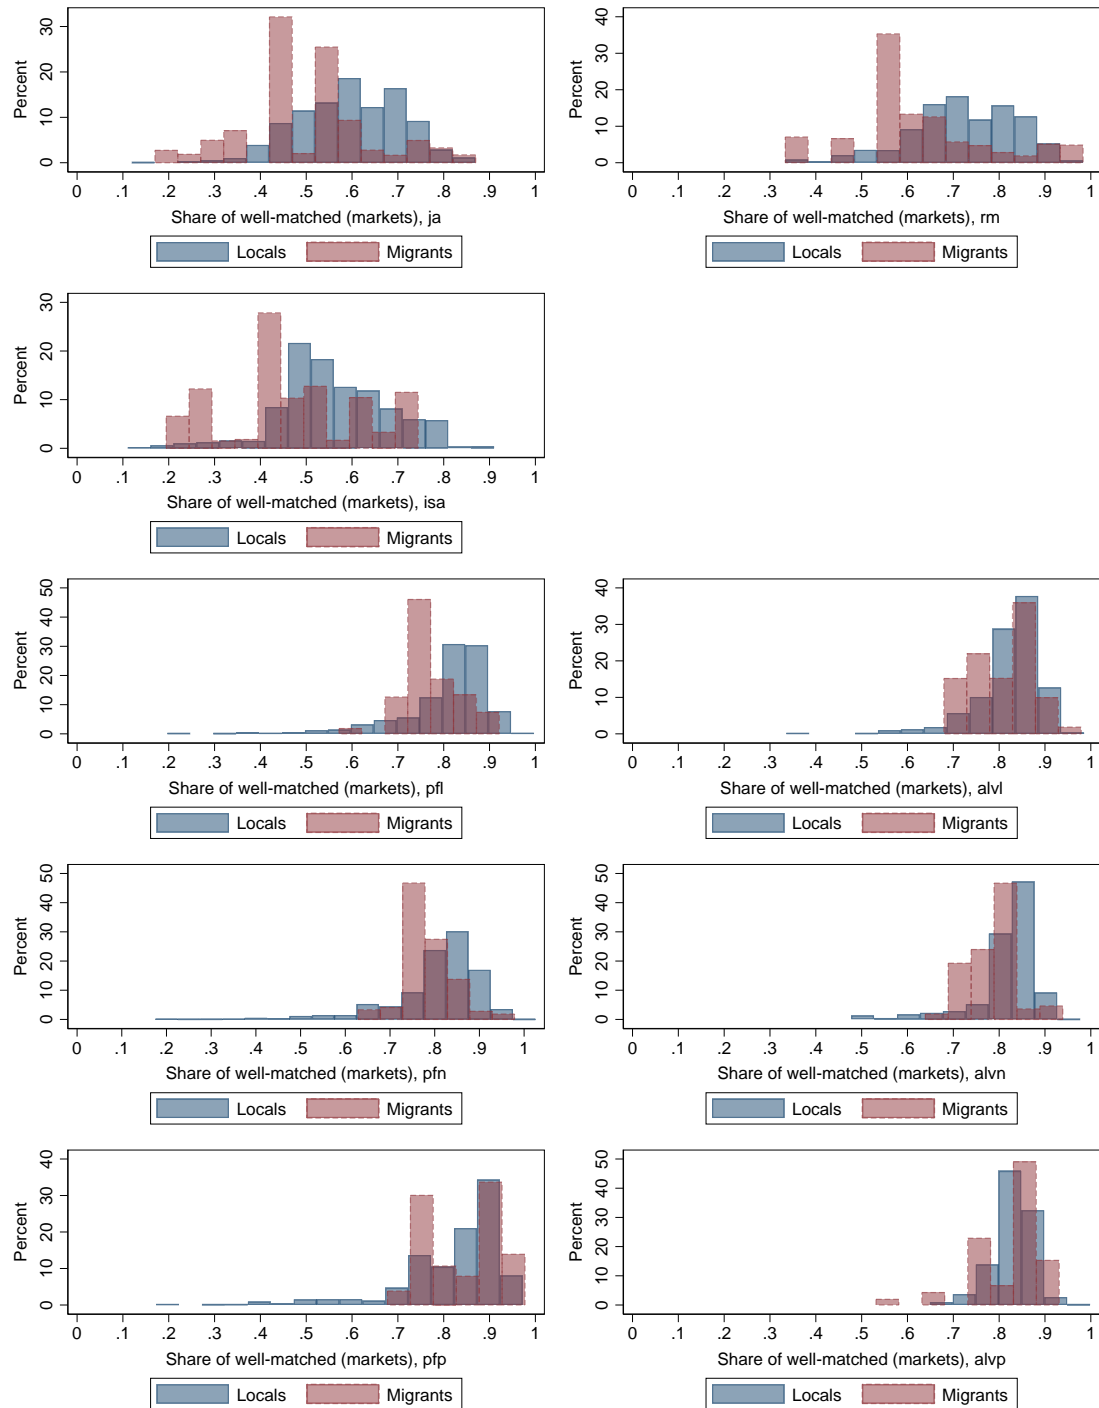 Percent
0 10 20 30
0 .1 .2 .3 .4 .5 .6 .7 .8 .9 1
Share of well-matched (markets), ja
Locals Migrants
Percent
0 10 20 30 40
0 .1 .2 .3 .4 .5 .6 .7 .8 .9 1
Share of well-matched (markets), rm
Locals Migrants
Percent
0 10 20 30
0 .1 .2 .3 .4 .5 .6 .7 .8 .9 1
Share of well-matched (markets), isa
Locals Migrants
Percent
0 10 20 30 40 50
0 .1 .2 .3 .4 .5 .6 .7 .8 .9 1
Share of well-matched (markets), pfl
Locals Migrants
Percent
0 10 20 30 40
0 .1 .2 .3 .4 .5 .6 .7 .8 .9 1
Share of well-matched (markets), alvl
Locals Migrants
Percent
0 10 20 30 40 50
0 .1 .2 .3 .4 .5 .6 .7 .8 .9 1
Share of well-matched (markets), pfn
Locals Migrants
Percent
0 10 20 30 40 50
0 .1 .2 .3 .4 .5 .6 .7 .8 .9 1
Share of well-matched (markets), alvn
Locals Migrants
Percent
0 10 20 30 40
0 .1 .2 .3 .4 .5 .6 .7 .8 .9 1
Share of well-matched (markets), pfp
Locals Migrants
Percent
0 10 20 30 40 50
0 .1 .2 .3 .4 .5 .6 .7 .8 .9 1
Share of well-matched (markets), alvp
Locals Migrants